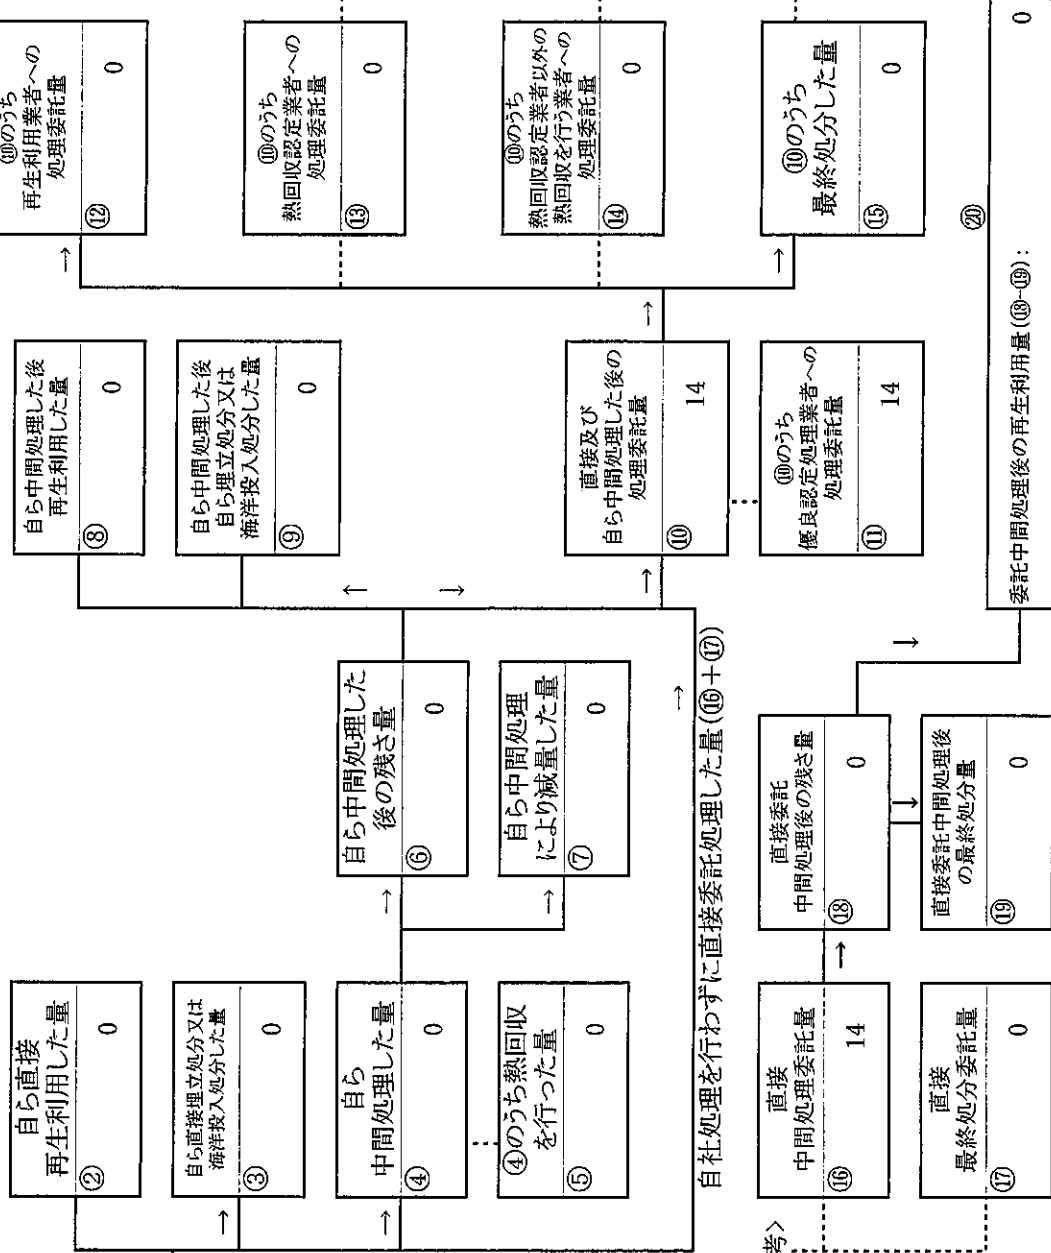 自ら直接
再生利用した量
② 0
自ら直接埋立処分又は
海洋投入処分した量
③ 0
自ら
中間処理した量
④ 0
④のうち熱回収
を行った量
⑤ 0
自ら中間処理した
後の残さ量
⑥ 0
自ら中間処理
により減量した量
⑦ 0
自ら中間処理した後
再生利用した量
⑧ 0
自ら中間処理した後
自ら埋立処分又は
海洋投入処分した量
⑨ 0
直接及び
自ら中間処理した後の
処理委託量
⑩ 14
⑩のうち
優良認定処理業者への
処理委託量
⑪ 14
⑩のうち
再生利用業者への
処理委託量
⑫ 0
⑩のうち
熱回収認定業者への
処理委託量
⑬ 0
⑩のうち
熱回収認定業者以外の
熱回収を行う業者への
処理委託量
⑭ 0
⑩のうち
最終処分した量
⑮ 0
自社処理を行わずに直接委託処理した量(⑯+⑰)
考>
直接
中間処理委託量
⑯ 14
直接
最終処分委託量
⑰ 0
直接委託
中間処理後の残さ量
⑱ 0
直接委託中間処理後
の最終処分量
⑲ 0
委託中間処理後の再生利用量(⑱-⑲):
⑳ 0